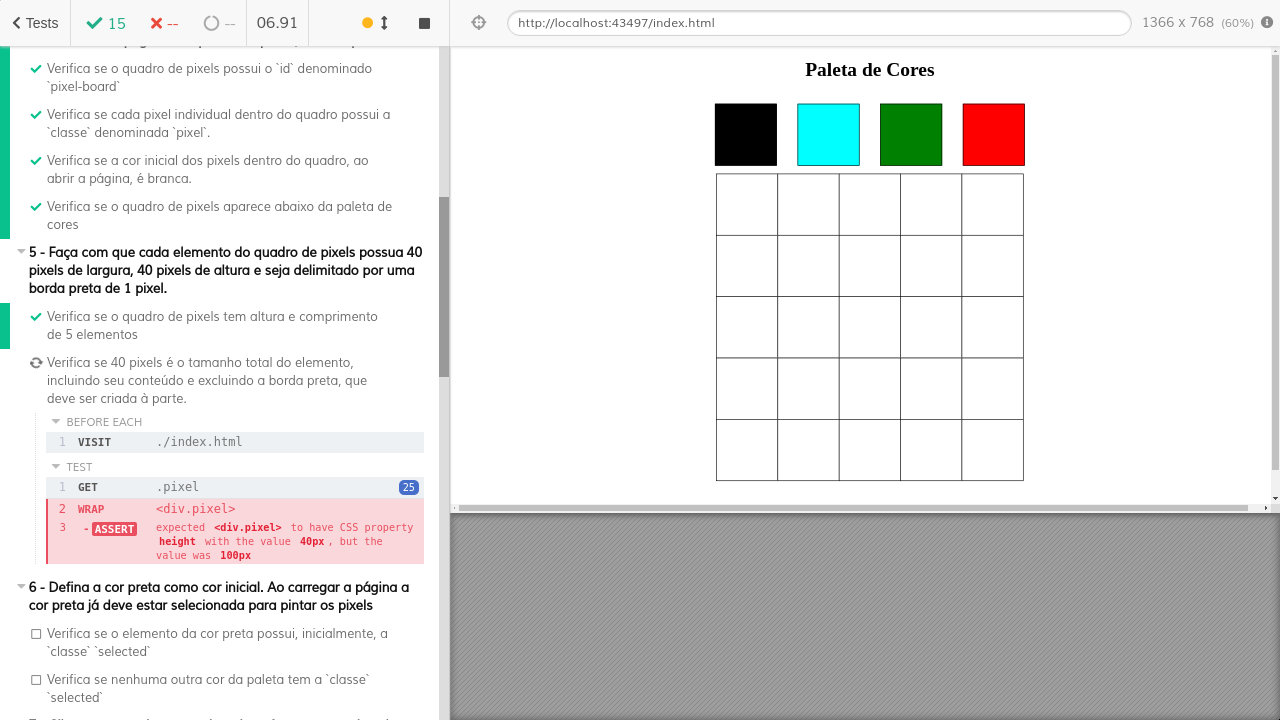 Tests
15
--
--
06.91
http://localhost:43497/index.html
1366 x 768 (60%)
Verifica se o quadro de pixels possui o `id` denominado
`pixel-board`
Verifica se cada pixel individual dentro do quadro possui a
`classe` denominada `pixel`.
Verifica se a cor inicial dos pixels dentro do quadro, ao
abrir a página, é branca.
Verifica se o quadro de pixels aparece abaixo da paleta de
cores
5 - Faça com que cada elemento do quadro de pixels possua 40
pixels de largura, 40 pixels de altura e seja delimitado por uma
borda preta de 1 pixel.
Verifica se o quadro de pixels tem altura e comprimento
de 5 elementos
Verifica se 40 pixels é o tamanho total do elemento,
incluindo seu conteúdo e excluindo a borda preta, que
deve ser criada à parte.
BEFORE EACH
1 VISIT ./index.html
TEST
1 GET .pixel 25
2 WRAP <div.pixel>
3 -ASSERT expected <div.pixel> to have CSS property
height with the value 40px, but the
value was 100px
6 - Defina a cor preta como cor inicial. Ao carregar a página a
cor preta já deve estar selecionada para pintar os pixels
Verifica se o elemento da cor preta possui, inicialmente, a
`classe` `selected`
Verifica se nenhuma outra cor da paleta tem a `classe`
`selected`
Paleta de Cores